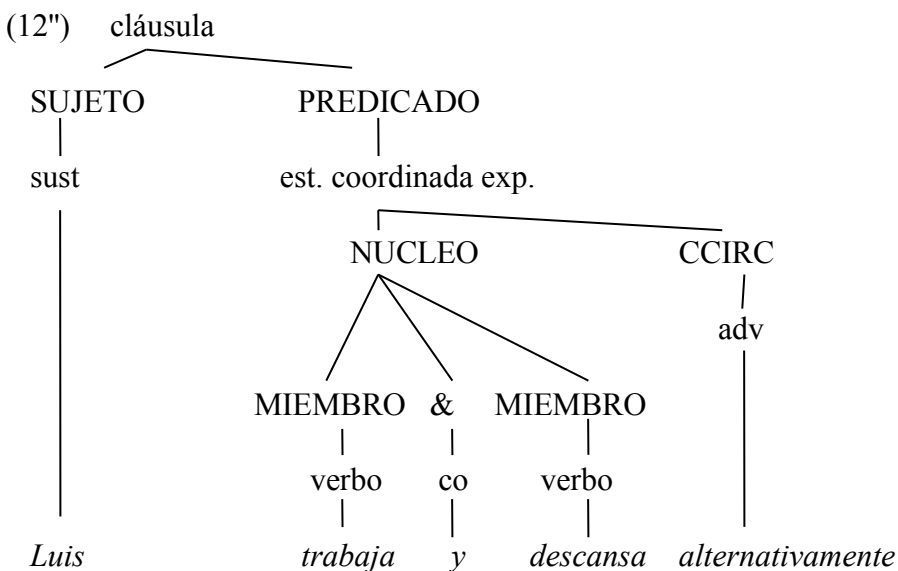 (12") cláusula
SUJETO PREDICADO
sust est. coordinada exp.
NUCLEO CCIRC
adv
MIEMBRO & MIEMBRO
verbo co verbo
Luis trabaja y descansa alternativamente